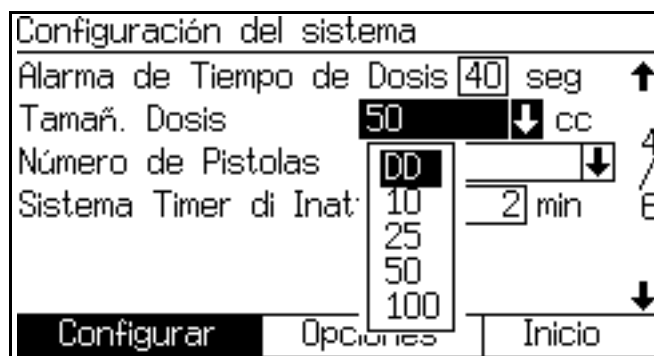 Configuración del sistema
Alarma de Tiempo de Dosis 40 seg
Tamañ. Dosis 50 cc
Número de Pistolas
DD
Sistema Timer di Inat 2 min
10
25
50
100
Configurar Opciones Inicio